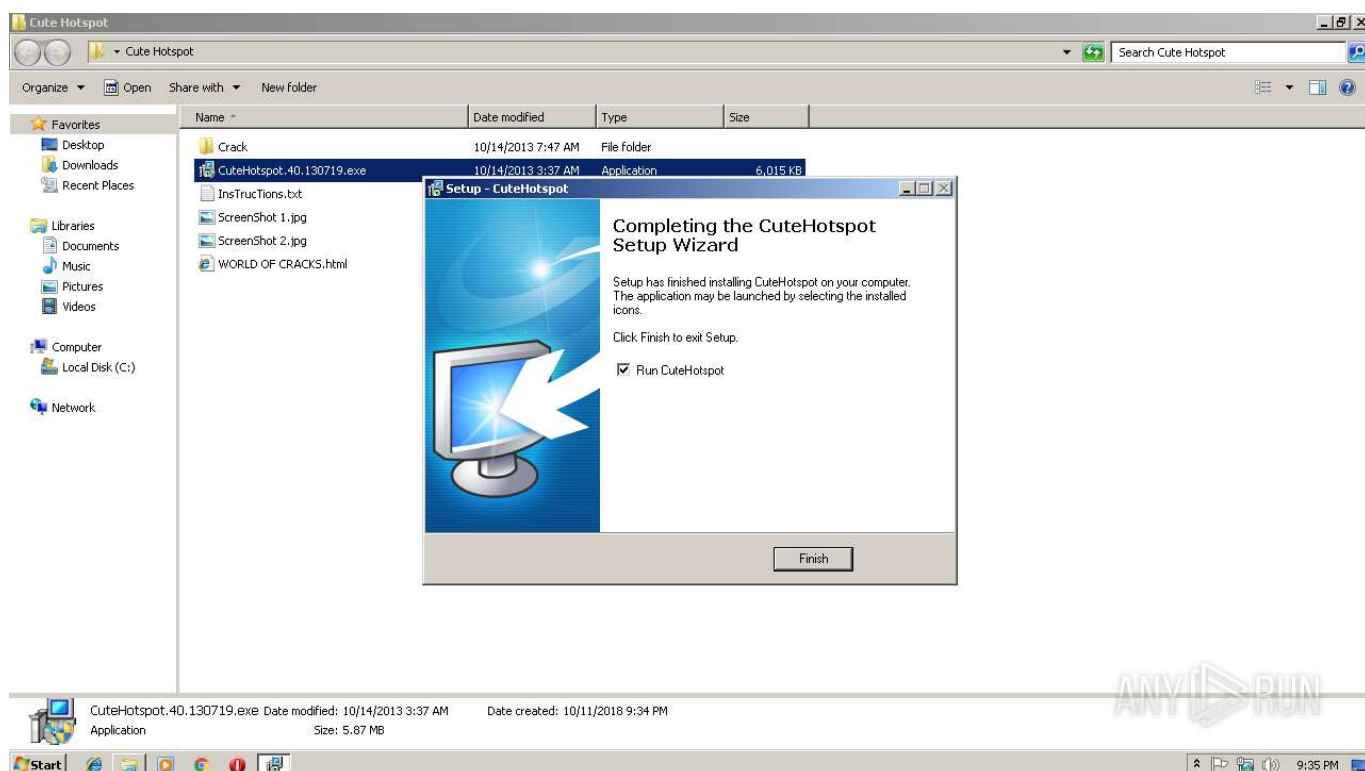 Cute Hotspot
Cute Hotspot
Search Cute Hotspot
Organize Open Share with New folder
Favorites
Desktop
Downloads
Recent Places
Libraries
Documents
Music
Pictures
Videos
Computer
Local Disk (C:)
Network
Name Date modified Type Size
Crack 10/14/2013 7:47 AM File folder
CuteHotspot.40.130719.exe 10/14/2013 3:37 AM Application 6,015 KB
InsTrucTions.txt
ScreenShot 1.jpg
ScreenShot 2.jpg
WORLD OF CRACKS.html
Setup - CuteHotspot
Completing the CuteHotspot
Setup Wizard
Setup has finished installing CuteHotspot on your computer.
The application may be launched by selecting the installed
icons.
Click Finish to exit Setup.
Run CuteHotspot
Finish
ANY RUN
CuteHotspot.40.130719.exe Date modified: 10/14/2013 3:37 AM Date created: 10/11/2018 9:34 PM
Application Size: 5.87 MB
Start 9:35 PM